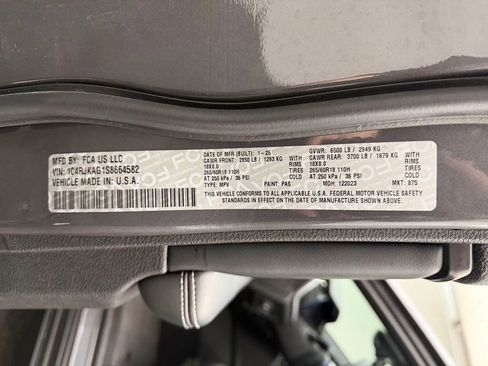 MFD BY: FCA US LLC
VIN: 1C4RJKAG1S8664582
VEHICLE MADE IN U.S.A.
DATE OF MFR (BUILT): 1-25
GAWR FRONT: 2850 LB / 1293 KG
18X8.0
265/60R18 110H
AT 250 kPa / 36 PSI
TYPE: MPV
WITH
RIMS
TIRES
COLD
GVWR: 6500 LB / 2949 KG
GAWR REAR: 3700 LB / 1679 KG
18X8.0
265/60R18 110H
AT 250 kPa / 36 PSI
MDH: 122023
WITH
RIMS
TIRES
COLD
MKT: 875
THIS VEHICLE CONFORMS TO ALL APPLICABLE U.S.A. FEDERAL MOTOR VEHICLE SAFETY
STANDARDS IN EFFECT ON THE DATE OF MANUFACTURE SHOWN ABOVE.